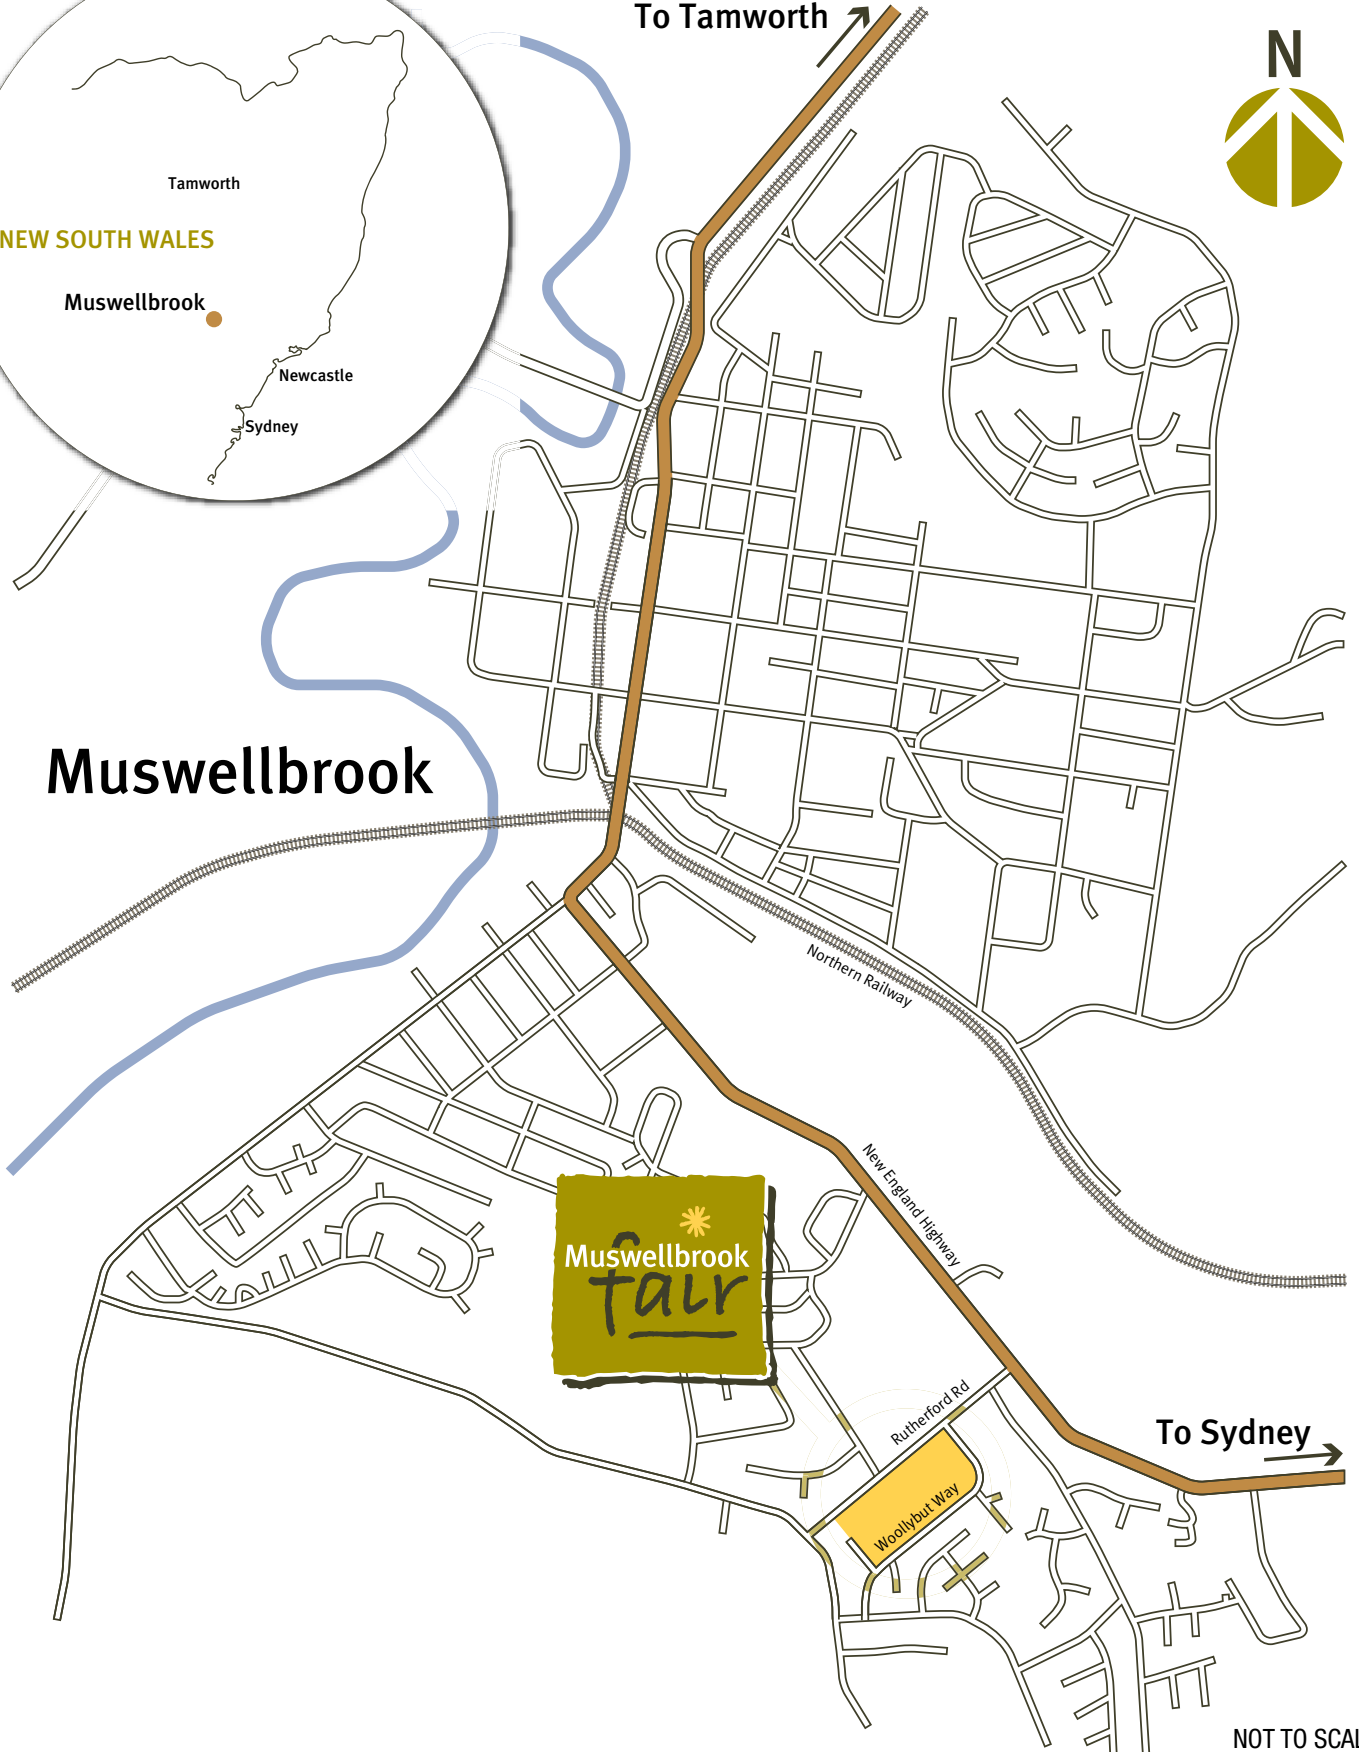 To Tamworth
N
Tamworth
NEW SOUTH WALES
Muswellbrook
Newcastle
Sydney
Muswellbrook
Northern Railway
New England Highway
Muswellbrook
fair
Rutherford Rd
To Sydney
Woollybut Way
NOT TO SCAL